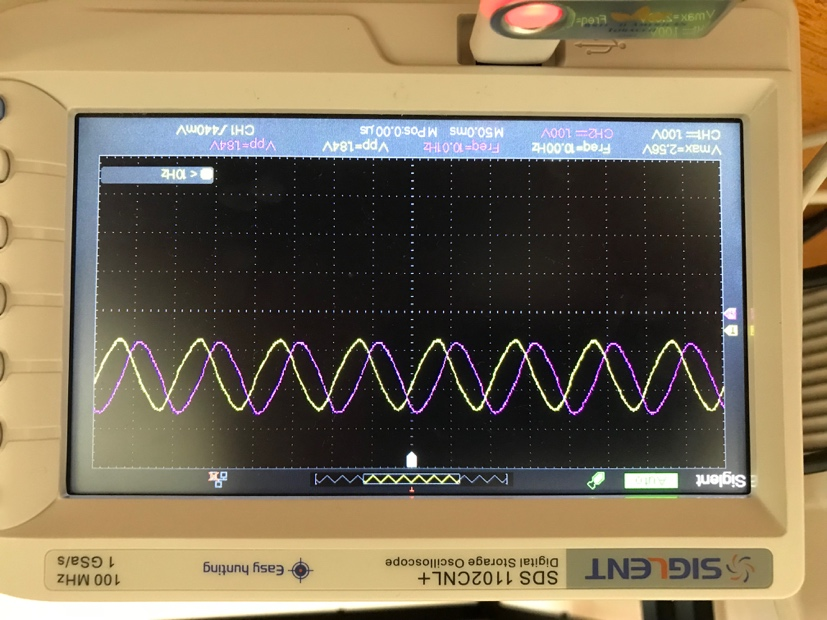 SIGLENT SDS 1102CNL+ Easy hunting 100 MHz
Digital Storage Oscilloscope 1 GSa/s
Siglent Auto
< 10Hz
Vmax=2.56V Freq=10.00Hz Freq=10.01Hz Vpp=1.84V Vpp=1.84V
CH1 1.00V CH2 1.00V M50.0ms M Pos:0.00µs CH1 440mV